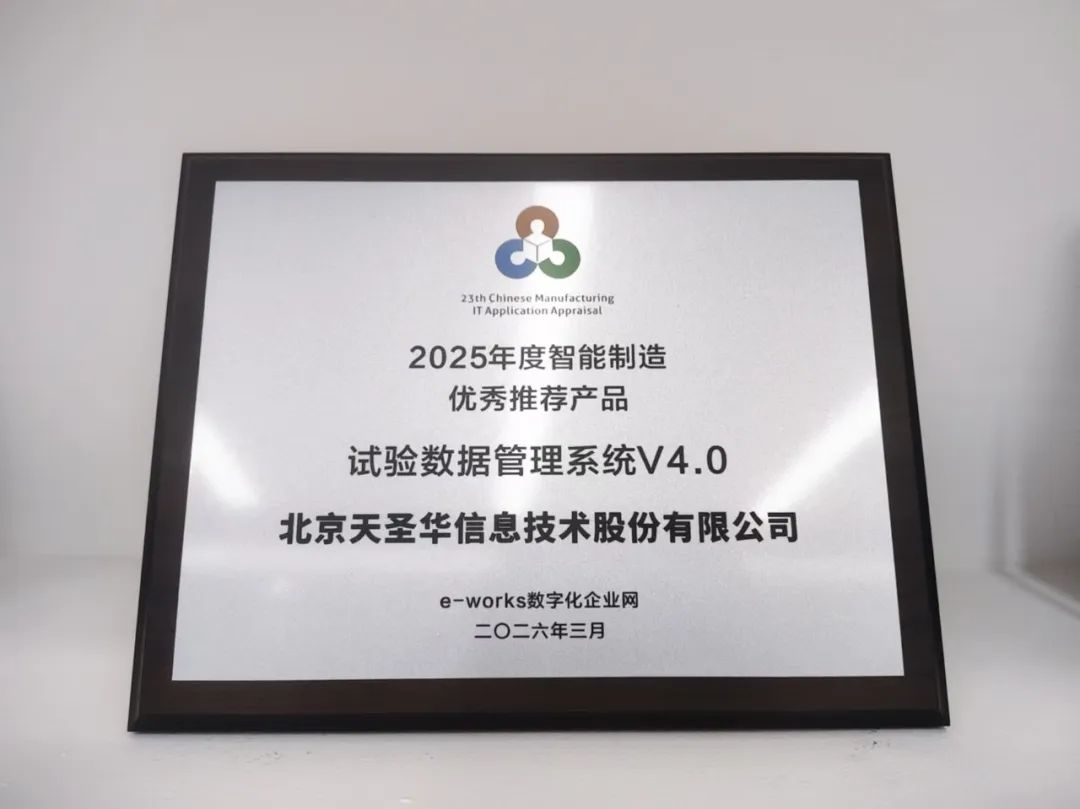 23th Chinese Manufacturing
IT Application Appraisal
2025年度智能制造
优秀推荐产品
试验数据管理系统V4.0
北京天圣华信息技术股份有限公司
e-works数字化企业网
二〇二六年三月